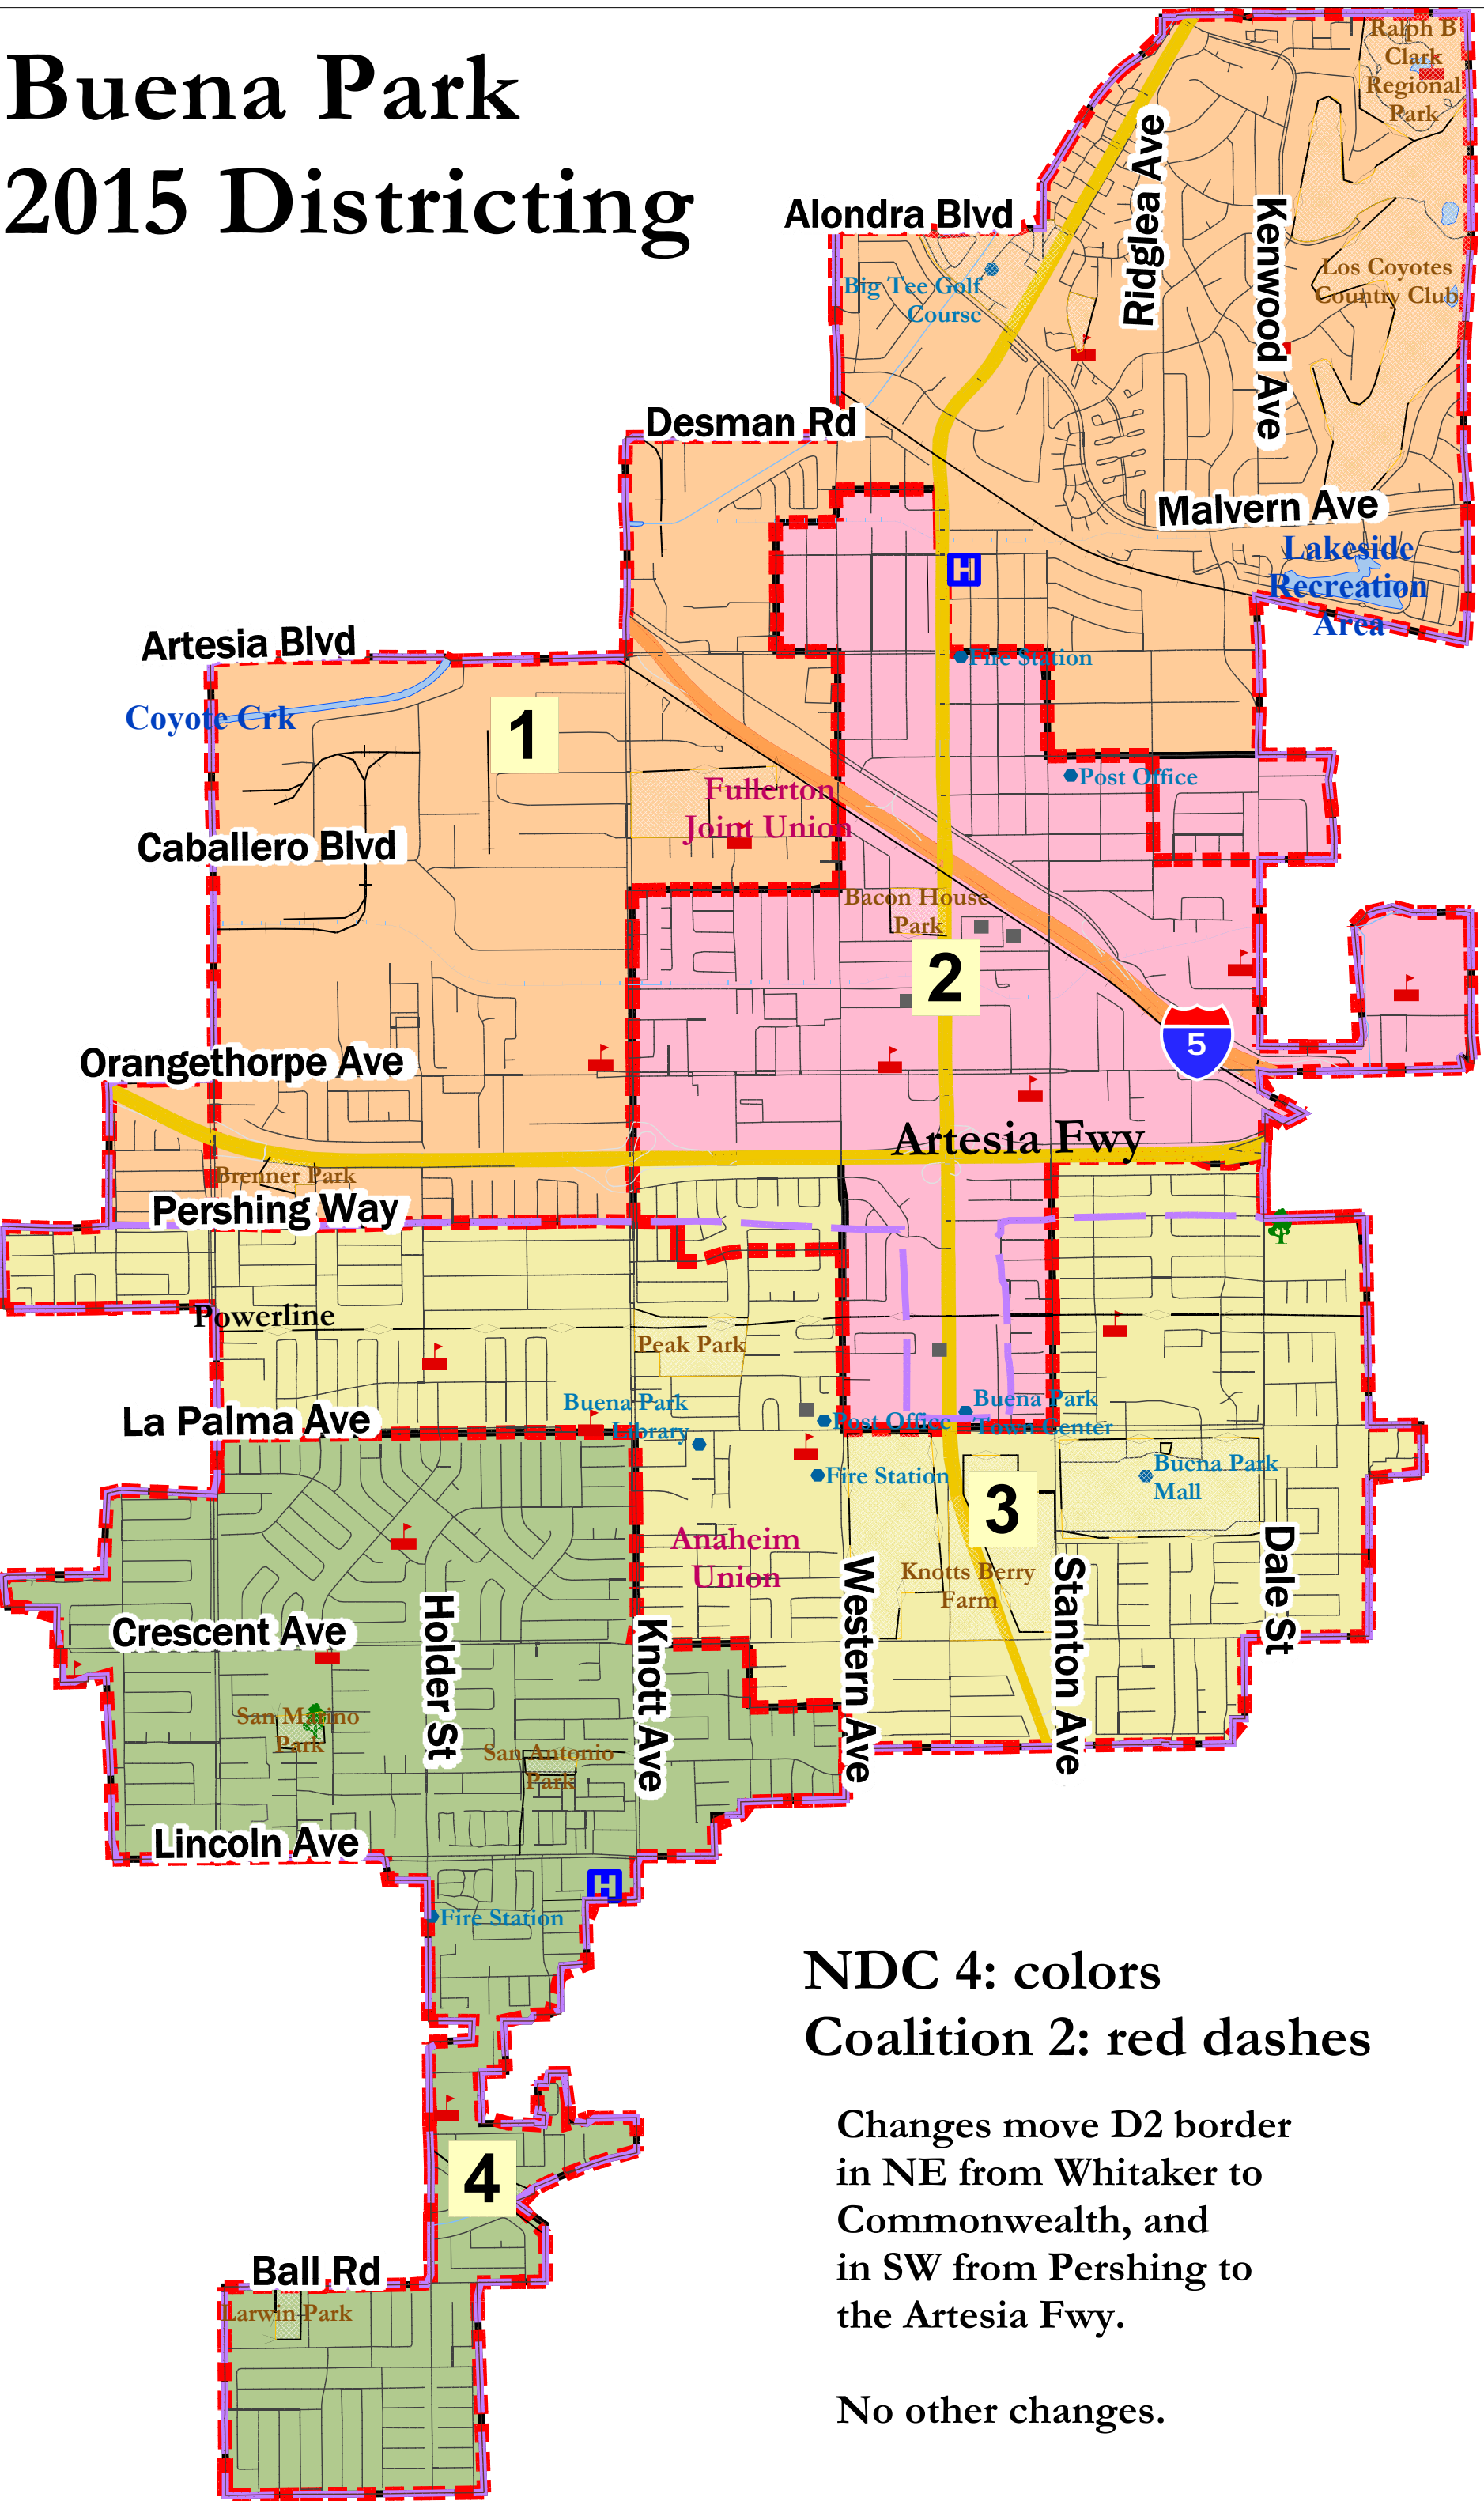 Buena Park
2015 Districting
Ralph B
Clark
Regional
Park
Ridglea Ave
Kenwood Ave
Alondra Blvd
Big Tee Golf
Course
Los Coyotes
Country Club
Desman Rd
Malvern Ave
Lakeside
Recreation
Area
H
Artesia Blvd
Fire Station
Coyote Crk
1
Post Office
Fullerton
Joint Union
Caballero Blvd
Bacon House
Park
2
5
Orangethorpe Ave
Artesia Fwy
Brenner Park
Pershing Way
Powerline
Peak Park
Buena Park
Library
Post Office
Buena Park
Town Center
La Palma Ave
Fire Station
Buena Park
Mall
3
Anaheim
Union
Knotts Berry
Farm
Western Ave
Stanton Ave
Dale St
Crescent Ave
Holder St
Knott Ave
San Marino
Park
San Antonio
Park
Lincoln Ave
H
Fire Station
NDC 4: colors
Coalition 2: red dashes
Changes move D2 border
in NE from Whitaker to
Commonwealth, and
in SW from Pershing to
the Artesia Fwy.
No other changes.
4
Ball Rd
Larwin Park